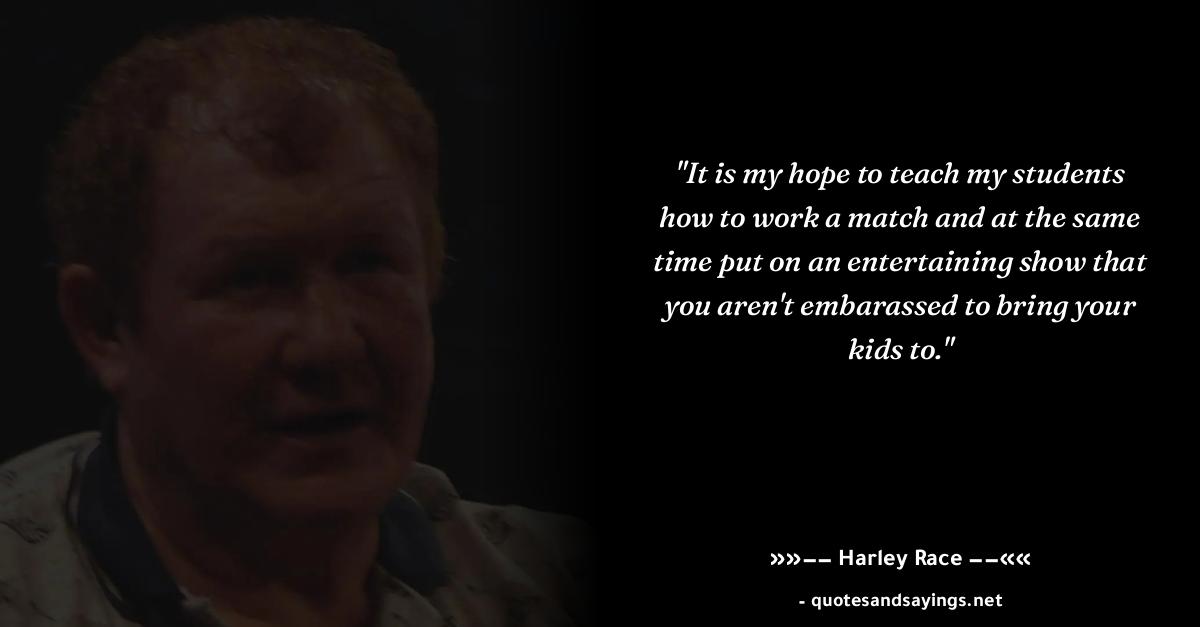 "It is my hope to teach my students
how to work a match and at the same
time put on an entertaining show that
you aren't embarassed to bring your
kids to."
»»–– Harley Race ––««
- quotesandsayings.net